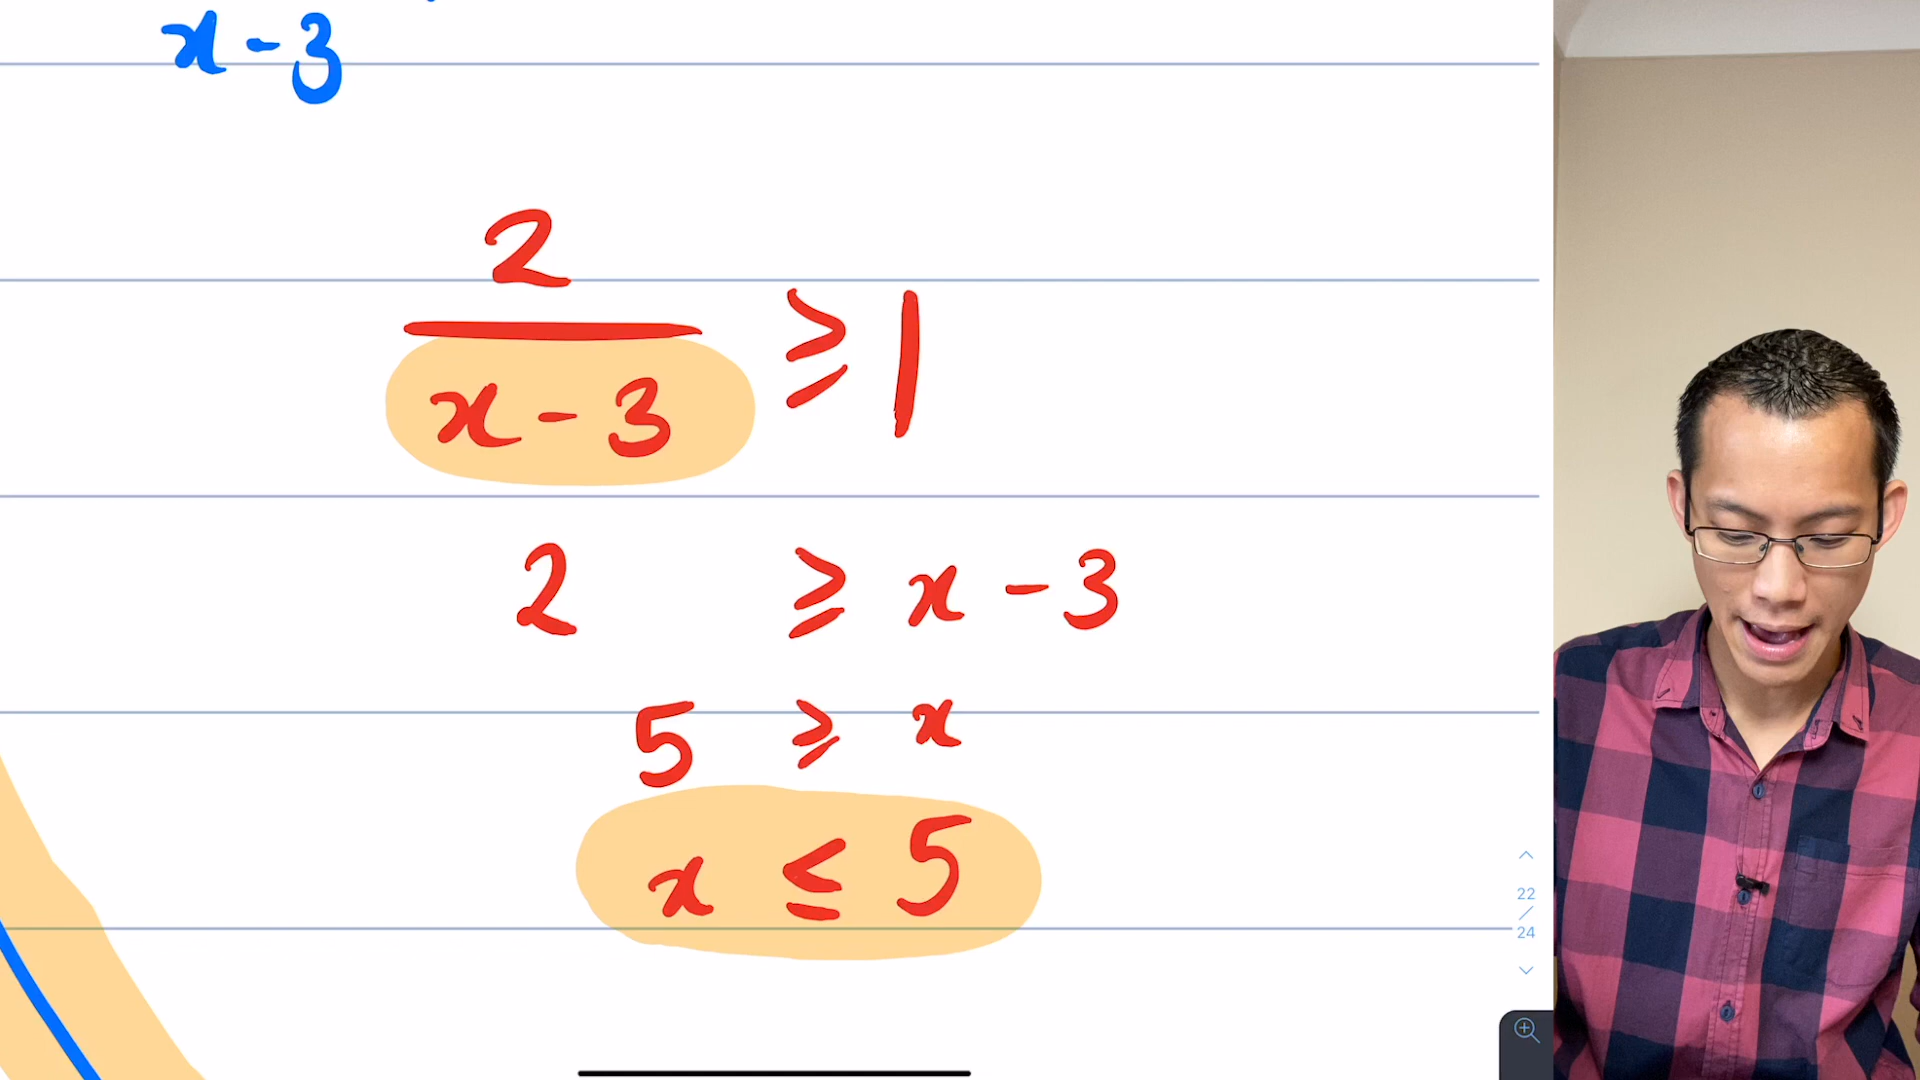 x - 3
2
x - 3
≥ 1
2 ≥ x - 3
5 ≥ x
x ≤ 5
22
/
24